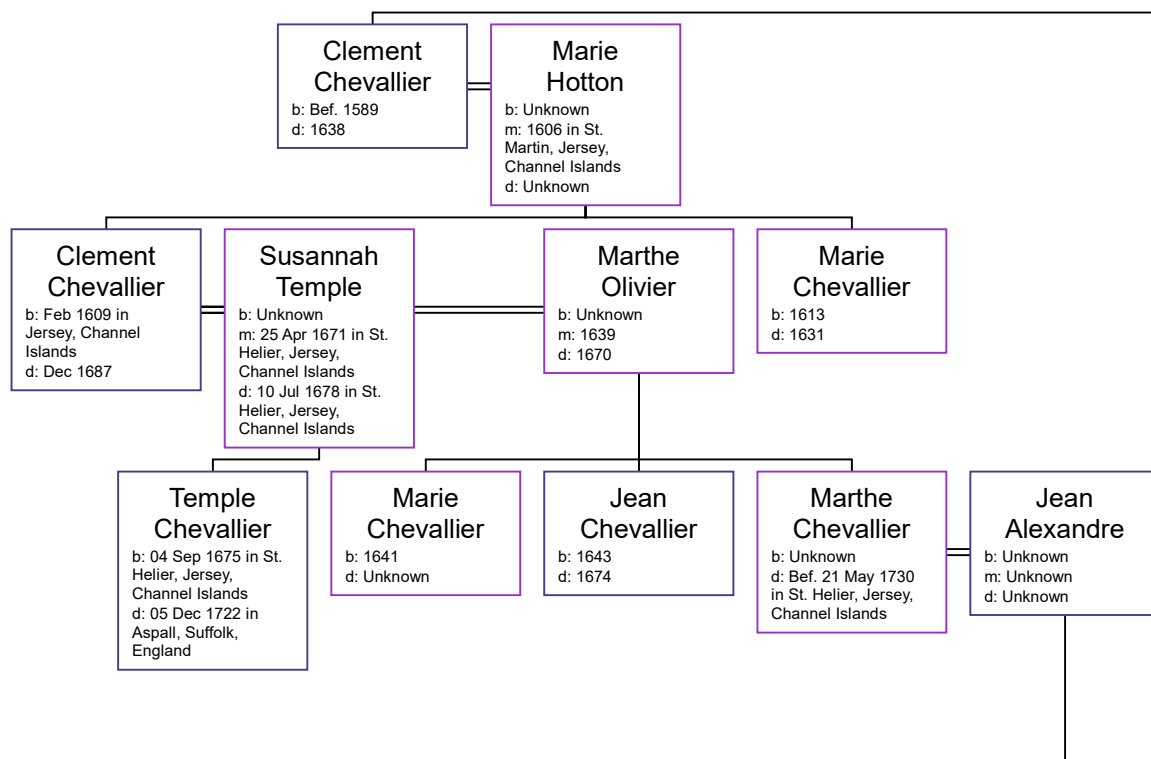 Clement
Chevallier
b: Bef. 1589
d: 1638
Marie
Hotton
b: Unknown
m: 1606 in St.
Martin, Jersey,
Channel Islands
d: Unknown
Clement
Chevallier
b: Feb 1609 in
Jersey, Channel
Islands
d: Dec 1687
Susannah
Temple
b: Unknown
m: 25 Apr 1671 in St.
Helier, Jersey,
Channel Islands
d: 10 Jul 1678 in St.
Helier, Jersey,
Channel Islands
Marthe
Olivier
b: Unknown
m: 1639
d: 1670
Marie
Chevallier
b: 1613
d: 1631
Temple
Chevallier
b: 04 Sep 1675 in St.
Helier, Jersey,
Channel Islands
d: 05 Dec 1722 in
Aspall, Suffolk,
England
Marie
Chevallier
b: 1641
d: Unknown
Jean
Chevallier
b: 1643
d: 1674
Marthe
Chevallier
b: Unknown
d: Bef. 21 May 1730
in St. Helier, Jersey,
Channel Islands
Jean
Alexandre
b: Unknown
m: Unknown
d: Unknown